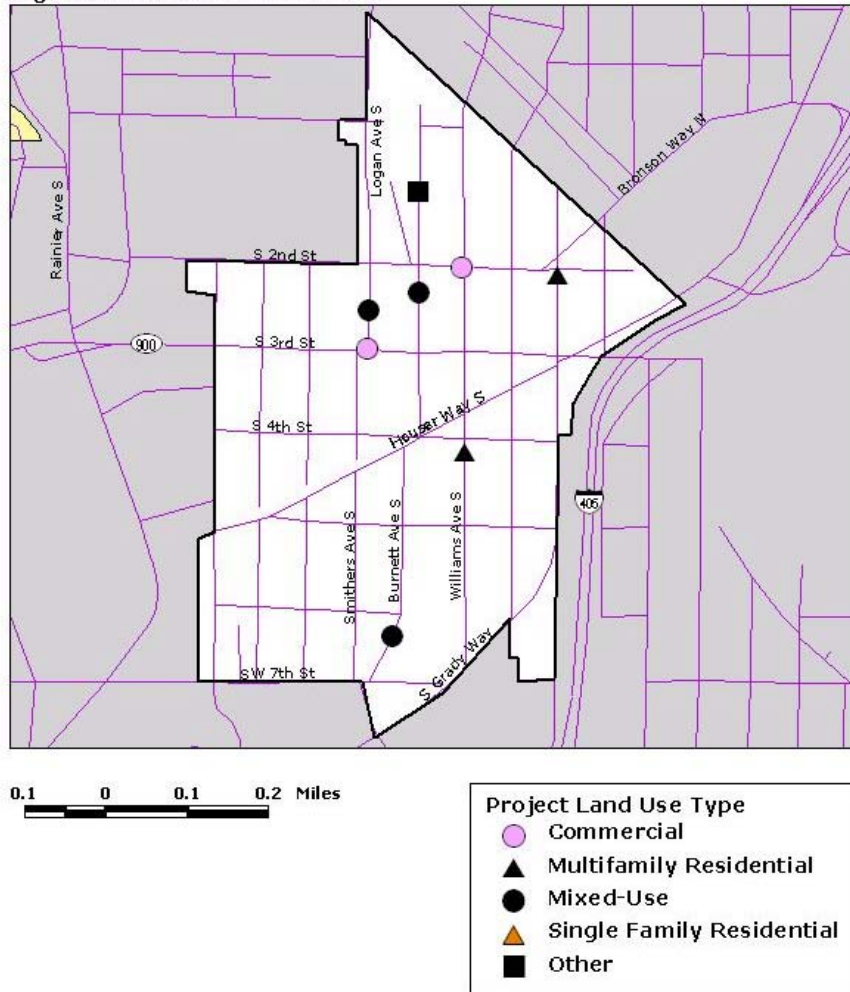 Logan Ave S
Bronson Way N
Rainier Ave S
S 2nd St
900
S 3rd St
Houser Way S
S 4th St
405
Smithers Ave S
Burnett Ave S
Williams Ave S
S Grady Way
SW 7th St
0.1 0 0.1 0.2 Miles
Project Land Use Type
Commercial
Multifamily Residential
Mixed-Use
Single Family Residential
Other